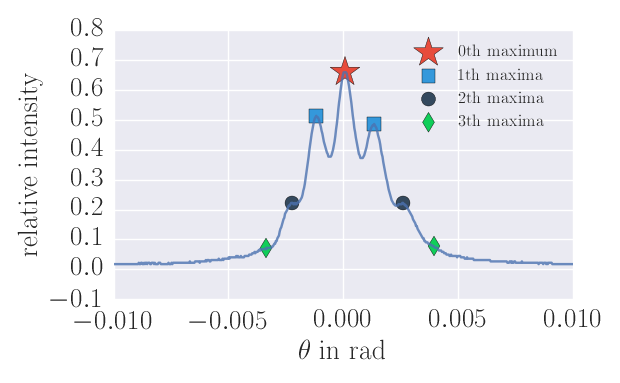 0.8
0.7
0.6
0.5
0.4
0.3
0.2
0.1
0.0
−0.1
relative intensity
0th maximum
1th maxima
2th maxima
3th maxima
−0.010 −0.005 0.000 0.005 0.010
θ in rad